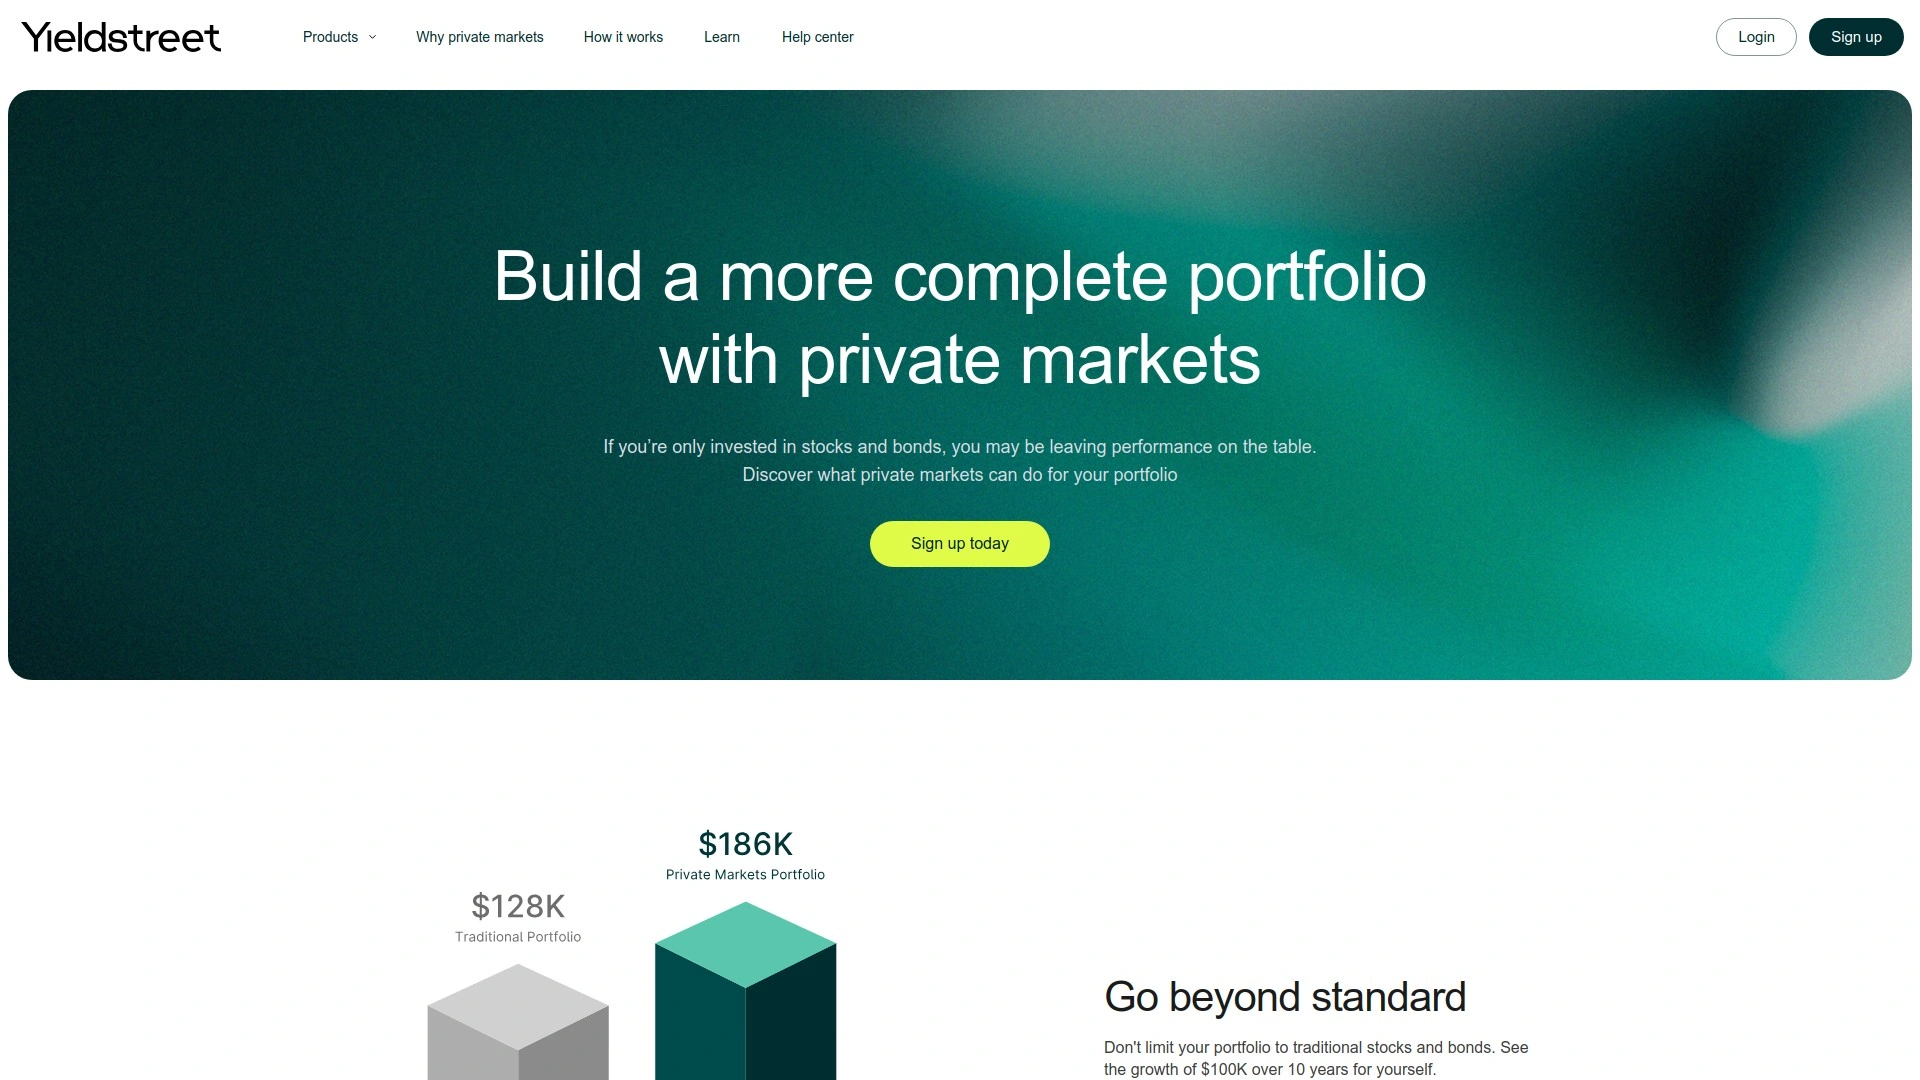 Yieldstreet
Products
Why private markets
How it works
Learn
Help center
Login
Sign up
Build a more complete portfolio
with private markets
If you’re only invested in stocks and bonds, you may be leaving performance on the table.
Discover what private markets can do for your portfolio
Sign up today
$186K
Private Markets Portfolio
$128K
Traditional Portfolio
Go beyond standard
Don't limit your portfolio to traditional stocks and bonds. See
the growth of $100K over 10 years for yourself.